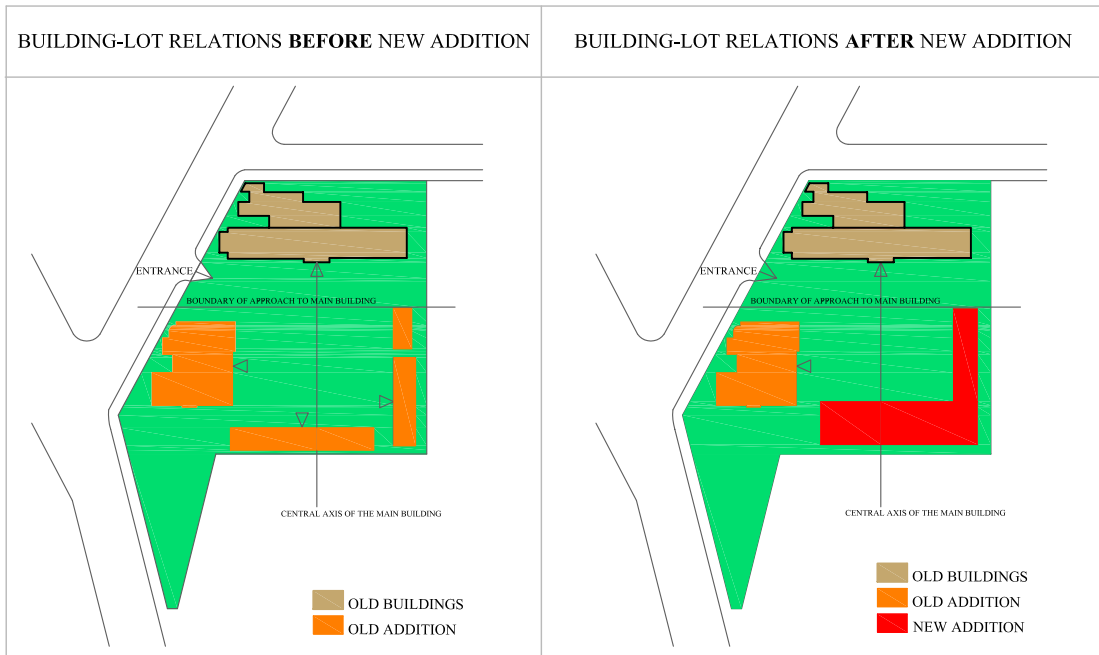 BUILDING-LOT RELATIONS BEFORE NEW ADDITION
ENTRANCE
BOUNDARY OF APPROACH TO MAIN BUILDING
CENTRAL AXIS OF THE MAIN BUILDING
OLD BUILDINGS
OLD ADDITION
BUILDING-LOT RELATIONS AFTER NEW ADDITION
ENTRANCE
BOUNDARY OF APPROACH TO MAIN BUILDING
CENTRAL AXIS OF THE MAIN BUILDING
OLD BUILDINGS
OLD ADDITION
NEW ADDITION